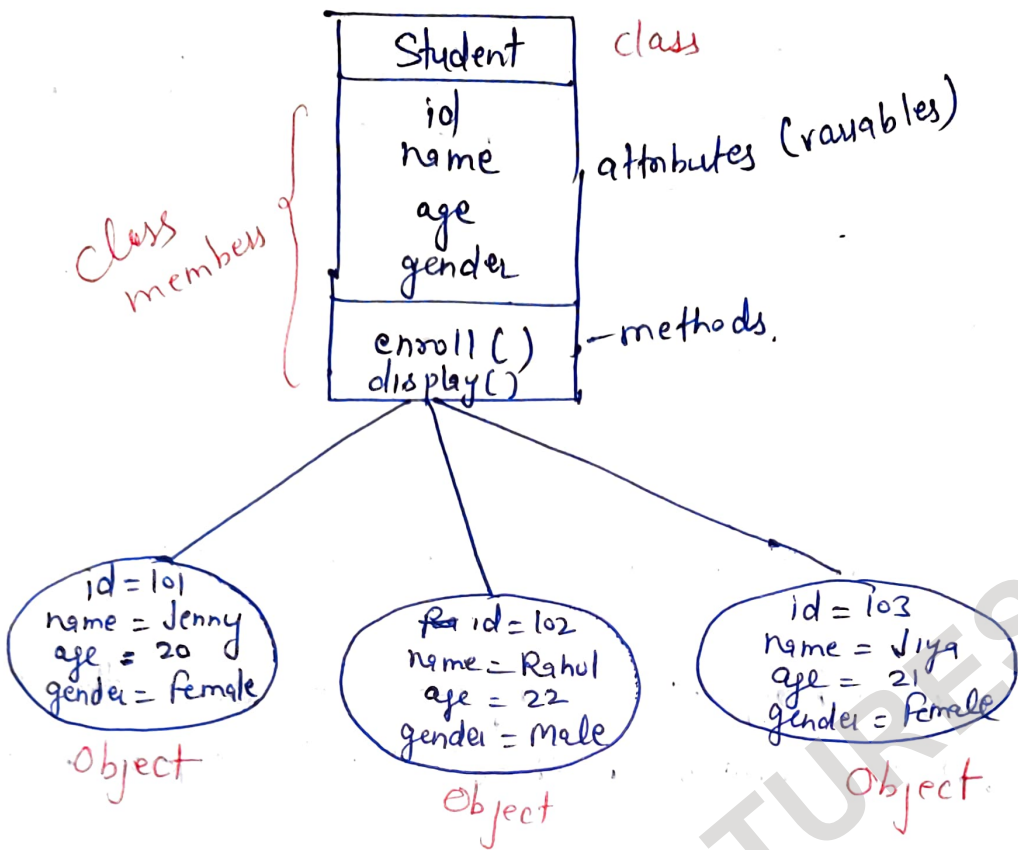 Student
class
id
name
age
gender
attributes (variables)
class
members
enroll()
display()
- methods.
id = 101
name = Jenny
age = 20
gender = female
Object
id = 102
name = Rahul
age = 22
gender = Male
Object
id = 103
name = Jiya
age = 21
gender = female
Object
TURES